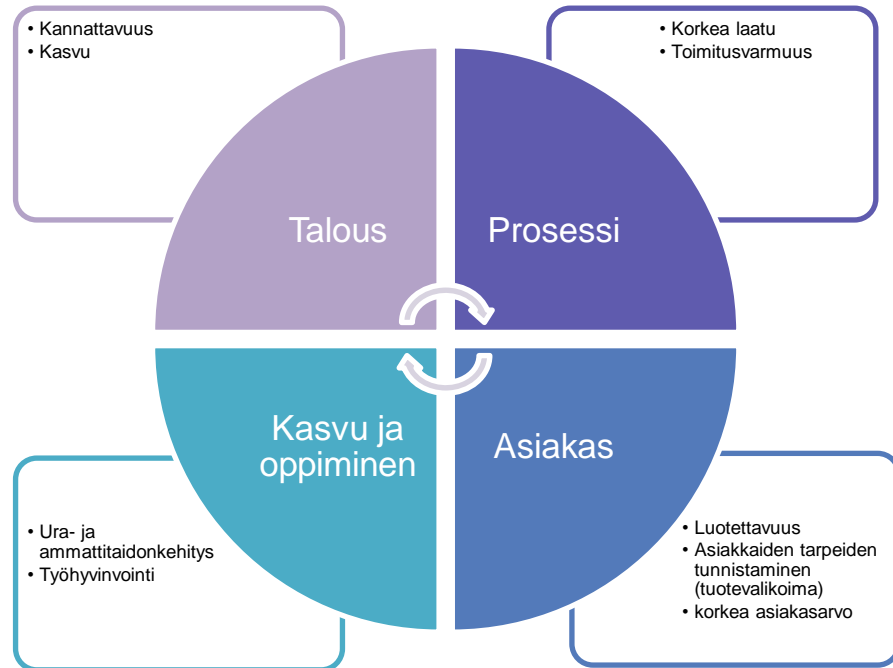 • Kannattavuus
• Kasvu
• Korkea laatu
• Toimitusvarmuus
Talous
Prosessi
Kasvu ja
oppiminen
Asiakas
• Ura- ja
ammattitaidonkehitys
• Työhyvinvointi
• Luotettavuus
• Asiakkaiden tarpeiden
tunnistaminen
(tuotevalikoima)
• korkea asiakasarvo